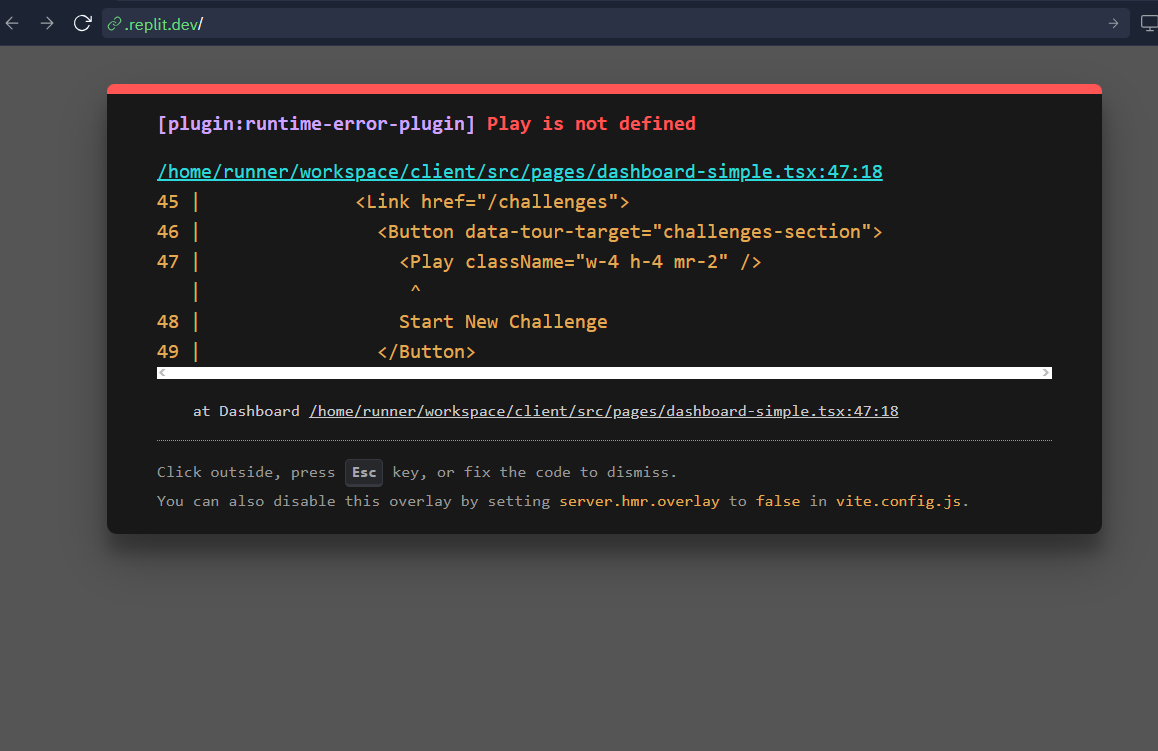 .replit.dev/
[plugin:runtime-error-plugin] Play is not defined
/home/runner/workspace/client/src/pages/dashboard-simple.tsx:47:18
45 |              <Link href="/challenges">
46 |                <Button data-tour-target="challenges-section">
47 |                  <Play className="w-4 h-4 mr-2" />
   |                   ^
48 |                  Start New Challenge
49 |                </Button>
at Dashboard /home/runner/workspace/client/src/pages/dashboard-simple.tsx:47:18
Click outside, press Esc key, or fix the code to dismiss.
You can also disable this overlay by setting server.hmr.overlay to false in vite.config.js.